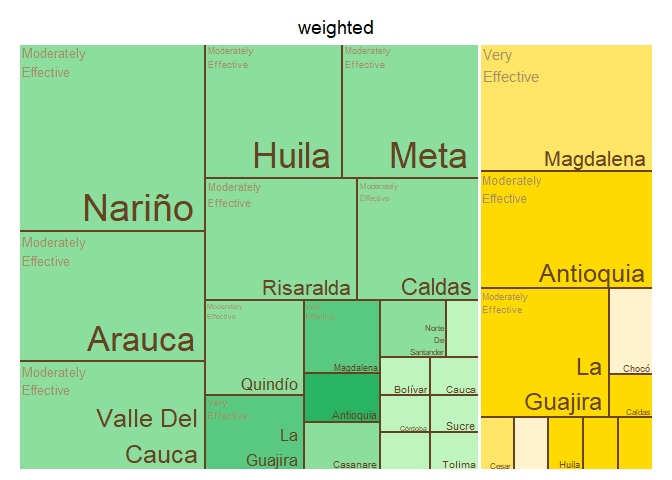 weighted
Moderately
Effective
Nariño
Moderately
Effective
Huila
Moderately
Effective
Meta
Very
Effective
Magdalena
Moderately
Effective
Arauca
Moderately
Effective
Risaralda
Moderately
Effective
Caldas
Moderately
Effective
Antioquia
Moderately
Effective
Valle Del
Cauca
Moderately
Effective
Quindío
Very
Effective
Magdalena
Norte
De
Santander
Very
Effective
La
Guajira
Antioquia
Casanare
Bolívar
Cauca
Córdoba
Sucre
Tolima
Moderately
Effective
La
Guajira
Chocó
Caldas
Cesar
Huila